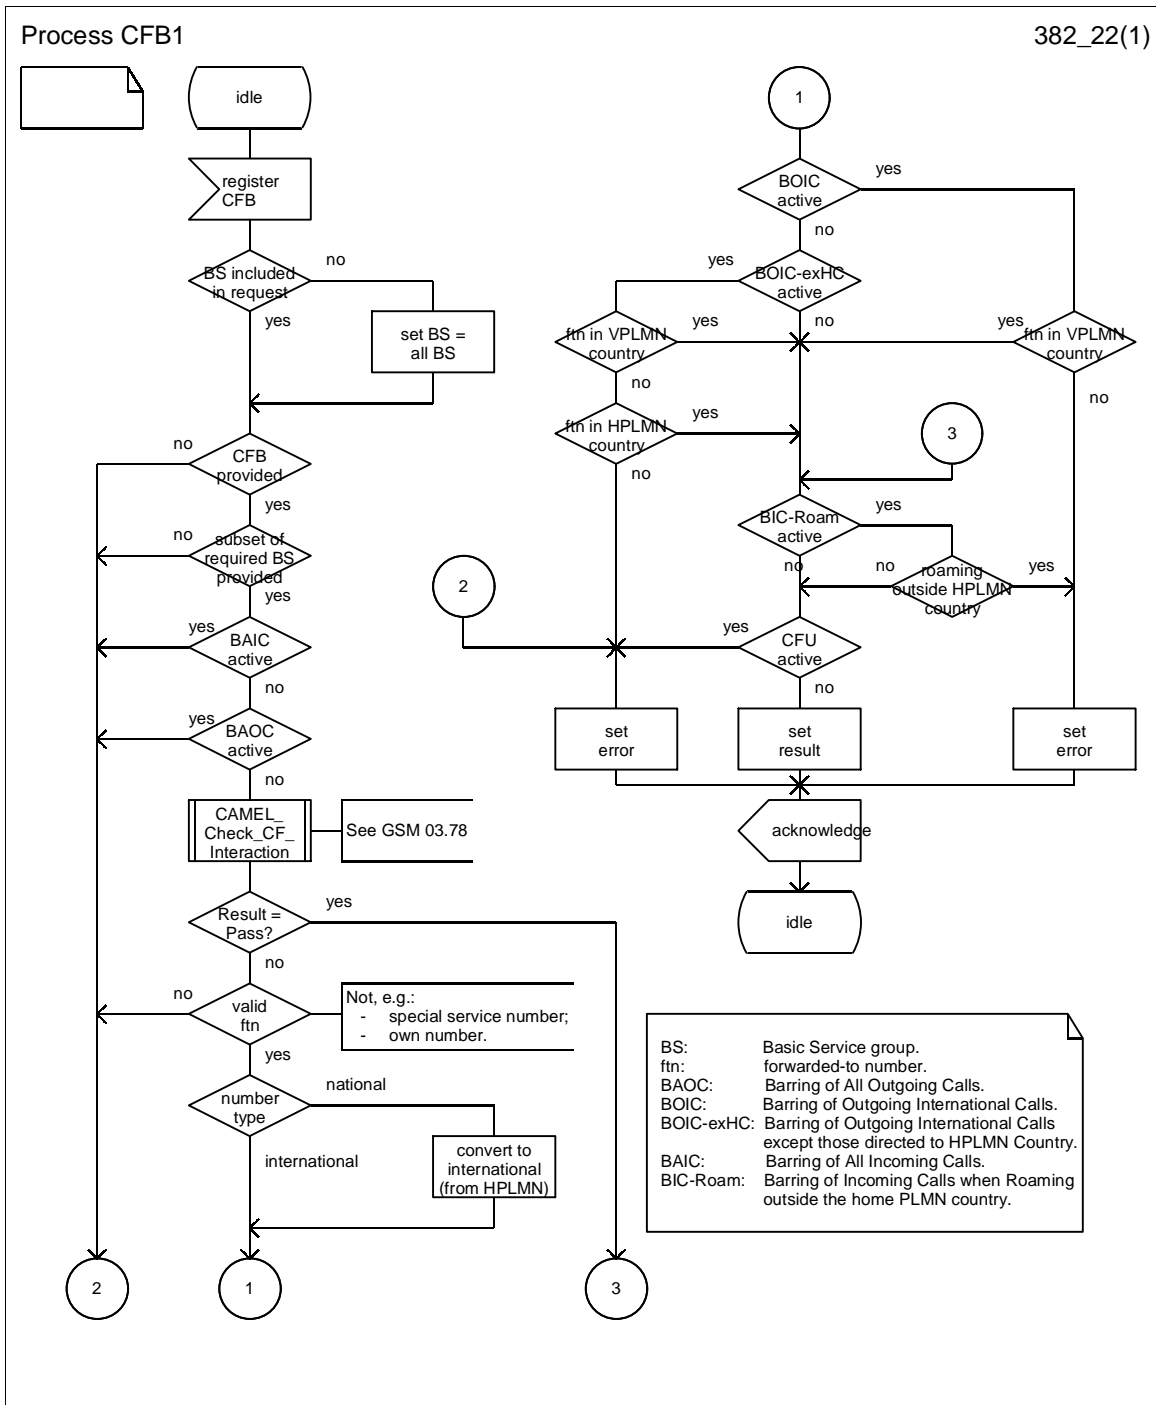 Process CFB1
382_22(1)
idle
register
CFB
BS included
in request
no
yes
set BS =
all BS
no
CFB
provided
yes
no
subset of
required BS
provided
yes
yes
BAIC
active
no
yes
BAOC
active
no
CAMEL_
Check_CF_
Interaction
See GSM 03.78
Result =
Pass?
yes
no
no
valid
ftn
Not, e.g.:
- special service number;
- own number.
yes
number
type
national
international
convert to
international
(from HPLMN)
2
1
3
1
BOIC
active
yes
no
yes
BOIC-exHC
active
no
ftn in VPLMN
country
yes
no
yes
ftn in VPLMN
country
no
ftn in HPLMN
country
yes
no
3
BIC-Roam
active
yes
no
no
roaming
outside HPLMN
country
yes
2
yes
CFU
active
no
set
error
set
result
set
error
acknowledge
idle
BS: Basic Service group.
ftn: forwarded-to number.
BAOC: Barring of All Outgoing Calls.
BOIC: Barring of Outgoing International Calls.
BOIC-exHC: Barring of Outgoing International Calls
except those directed to HPLMN Country.
BAIC: Barring of All Incoming Calls.
BIC-Roam: Barring of Incoming Calls when Roaming
outside the home PLMN country.